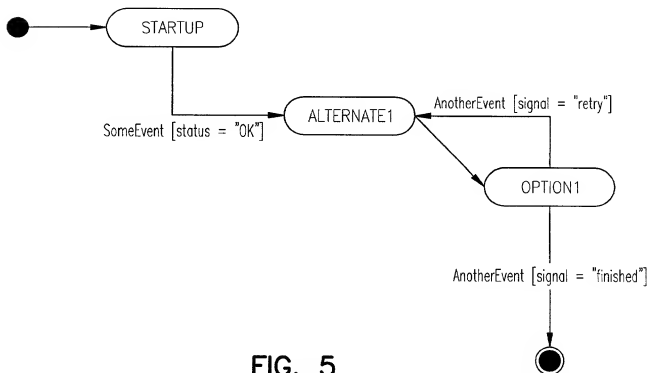 STARTUP
AnotherEvent [signal = "retry"]
ALTERNATE1
SomeEvent [status = "OK"]
OPTION1
AnotherEvent [signal = "finished"]
FIG. 5